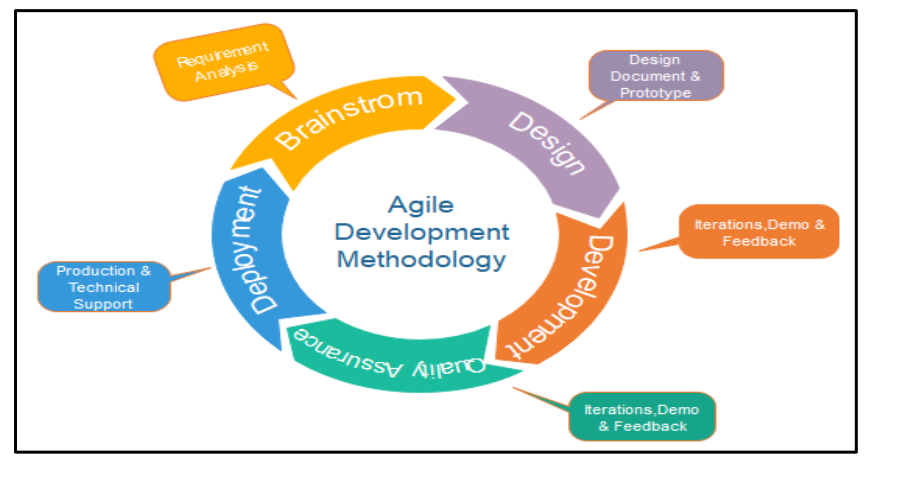 Requirement
Analysis
Brainstrom
Design
Document &
Prototype
Design
Agile
Development
Methodology
Iterations,Demo &
Feedback
Development
Deployment
Production &
Technical
Support
Quality Assurance
Iterations,Demo
& Feedback